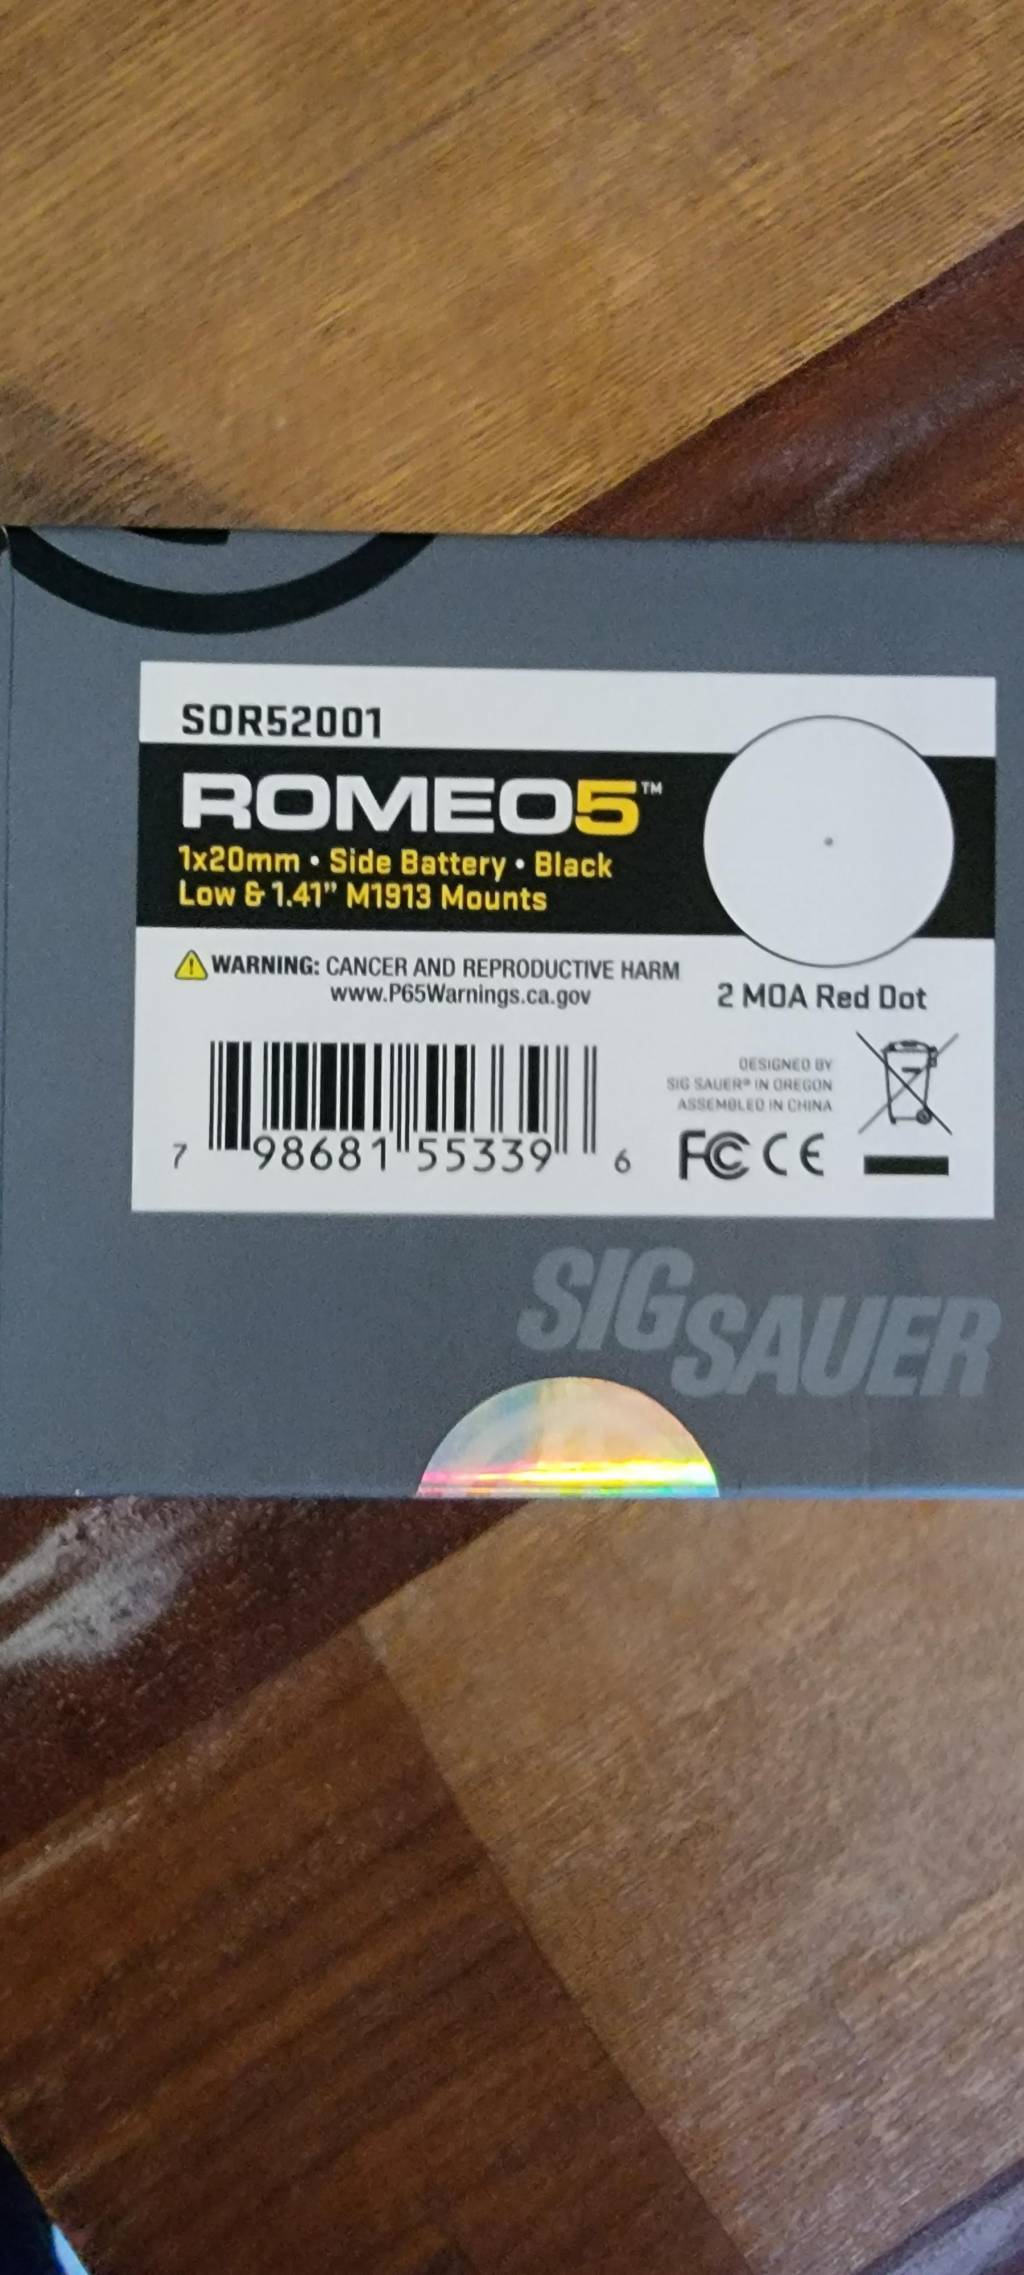 SOR52001
ROMEO5™
1x20mm • Side Battery • Black
Low & 1.41" M1913 Mounts
WARNING: CANCER AND REPRODUCTIVE HARM
www.P65Warnings.ca.gov
2 MOA Red Dot
DESIGNED BY
SIG SAUER® IN OREGON
ASSEMBLED IN CHINA
7 98681 55339 6
FC CE
SIG SAUER